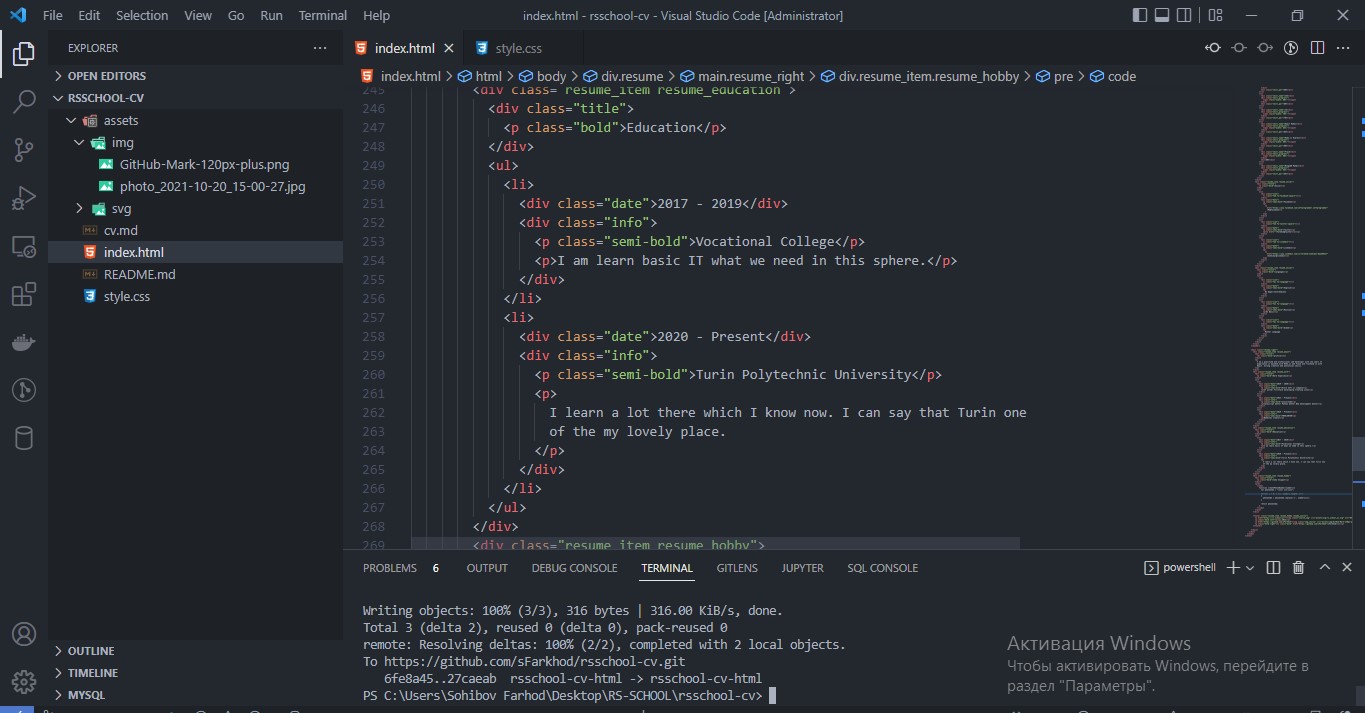 File Edit Selection View Go Run Terminal Help
index.html - rsschool-cv - Visual Studio Code [Administrator]
EXPLORER
OPEN EDITORS
RSSCHOOL-CV
assets
img
GitHub-Mark-120px-plus.png
photo_2021-10-20_15-00-27.jpg
svg
cv.md
index.html
README.md
style.css
OUTLINE
TIMELINE
MYSQL
index.html style.css
index.html > html > body > div.resume > main.resume_right > div.resume_item.resume_hobby > pre > code
245 <div class="resume_item resume_education">
246 <div class="title">
247 <p class="bold">Education</p>
248 </div>
249 <ul>
250 <li>
251 <div class="date">2017 - 2019</div>
252 <div class="info">
253 <p class="semi-bold">Vocational College</p>
254 <p>I am learn basic IT what we need in this sphere.</p>
255 </div>
256 </li>
257 <li>
258 <div class="date">2020 - Present</div>
259 <div class="info">
260 <p class="semi-bold">Turin Polytechnic University</p>
261 <p>
262 I learn a lot there which I know now. I can say that Turin one
263 of the my lovely place.
264 </p>
265 </div>
266 </li>
267 </ul>
268 </div>
269 <div class="resume_item resume_hobby">
PROBLEMS 6 OUTPUT DEBUG CONSOLE TERMINAL GITLENS JUPYTER SQL CONSOLE
powershell
Writing objects: 100% (3/3), 316 bytes | 316.00 KiB/s, done.
Total 3 (delta 2), reused 0 (delta 0), pack-reused 0
remote: Resolving deltas: 100% (2/2), completed with 2 local objects.
To https://github.com/sFarkhod/rsschool-cv.git
6fe8a45..27caeab rsschool-cv-html -> rsschool-cv-html
PS C:\Users\Sohibov Farhod\Desktop\RS-SCHOOL\rsschool-cv>
Активация Windows
Чтобы активировать Windows, перейдите в
раздел "Параметры".